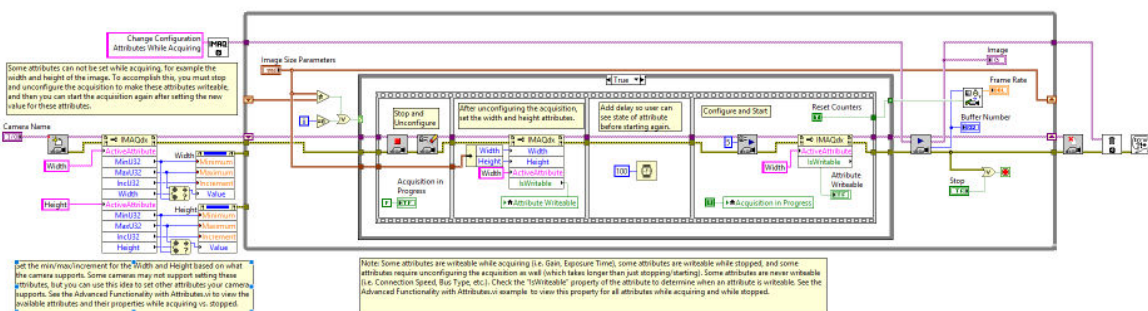 Change Configuration
Attributes While Acquiring
IMAQ
Some attributes can not be set while acquiring, for example the
width and height of the image. To accomplish this, you must stop
and unconfigure the acquisition to make these attributes writeable,
and then you can start the acquisition again after setting the new
value for these attributes.
Image Size Parameters
True
Image
Frame Rate
Buffer Number
Stop
Camera Name
Width
Height
IMAQdx
ActiveAttribute
MinU32
MaxU32
IncU32
Width
ActiveAttribute
MinU32
MaxU32
IncU32
Height
Width
Minimum
Maximum
Increment
Value
Height
Minimum
Maximum
Increment
Value
Stop and
Unconfigure
Acquisition in
Progress
After unconfiguring the acquisition,
set the width and height attributes.
IMAQdx
Width
Width
Height
Height
Width
ActiveAttribute
IsWritable
Attribute Writeable
Add delay so user can
see state of attribute
before starting again.
100
Configure and Start
5
Width
Acquisition in Progress
Reset Counters
IMAQdx
ActiveAttribute
IsWritable
Attribute
Writeable
Set the min/max/increment for the Width and Height based on what
the camera supports. Some cameras may not support setting these
attributes, but you can use this idea to set other attributes your camera
supports. See the Advanced Functionality with Attributes.vi to view the
available attributes and their properties while acquiring vs. stopped.
Note: Some attributes are writeable while acquiring (i.e. Gain, Exposure Time), some attributes are writeable while stopped, and some
attributes require unconfiguring the acquisition as well (which takes longer than just stopping/starting). Some attributes are never writeable
(i.e. Connection Speed, Bus Type, etc.). Check the "IsWriteable" property of the attribute to determine when an attribute is writeable. See the
Advanced Functionality with Attributes.vi example to view this property for all attributes while acquiring and while stopped.